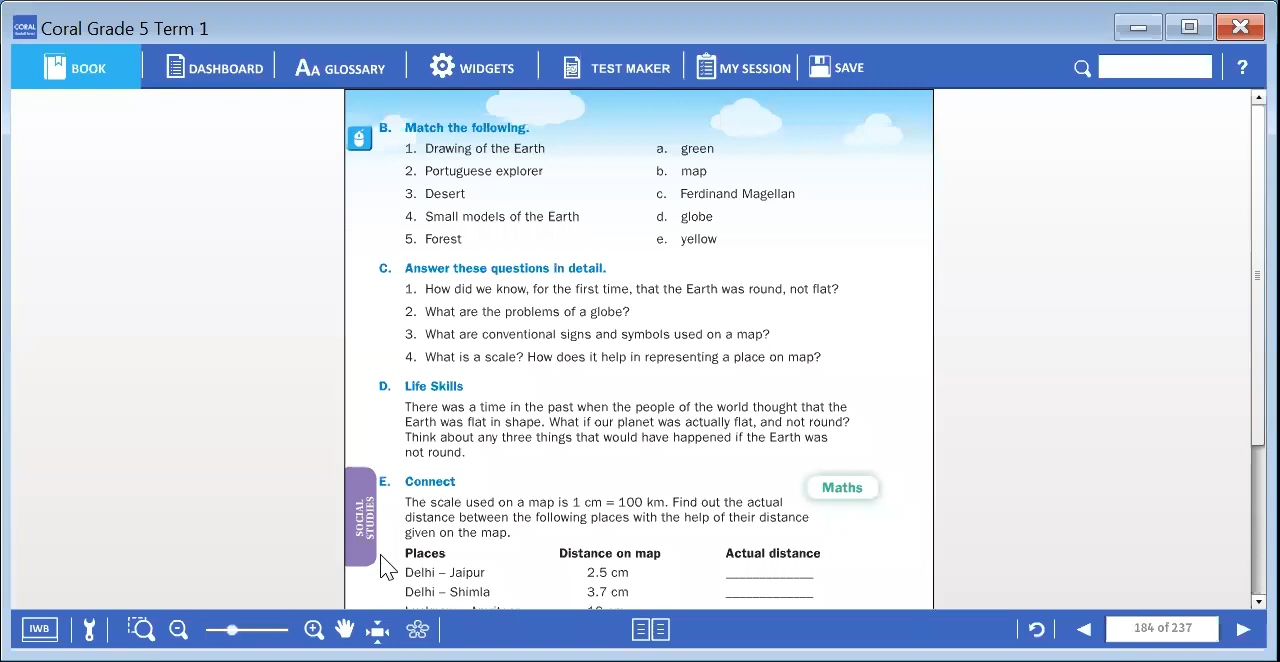 CORAL
Coral Grade 5 Term 1
BOOK
DASHBOARD
AA GLOSSARY
WIDGETS
TEST MAKER
MY SESSION
SAVE
?
B. Match the following.
1. Drawing of the Earth a. green
2. Portuguese explorer b. map
3. Desert c. Ferdinand Magellan
4. Small models of the Earth d. globe
5. Forest e. yellow
C. Answer these questions in detail.
1. How did we know, for the first time, that the Earth was round, not flat?
2. What are the problems of a globe?
3. What are conventional signs and symbols used on a map?
4. What is a scale? How does it help in representing a place on map?
D. Life Skills
There was a time in the past when the people of the world thought that the
Earth was flat in shape. What if our planet was actually flat, and not round?
Think about any three things that would have happened if the Earth was
not round.
E. Connect
Maths
The scale used on a map is 1 cm = 100 km. Find out the actual
distance between the following places with the help of their distance
given on the map.
SOCIAL
STUDIES
Places Distance on map Actual distance
Delhi – Jaipur 2.5 cm _____________
Delhi – Shimla 3.7 cm _____________
IWB
184 of 237